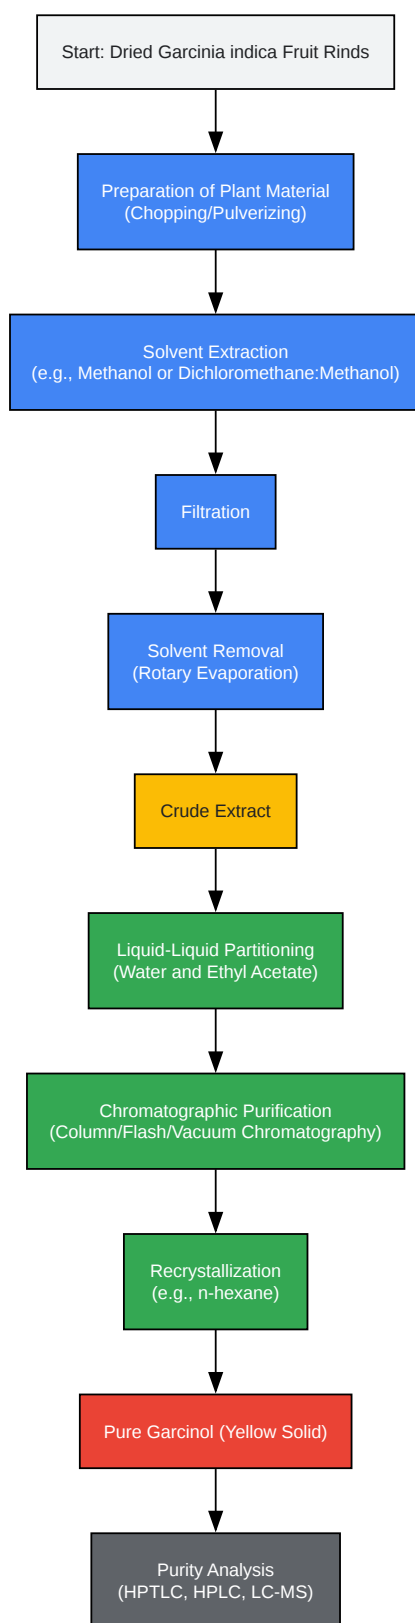 Start: Dried Garcinia indica Fruit Rinds
Preparation of Plant Material
(Chopping/Pulverizing)
Solvent Extraction
(e.g., Methanol or Dichloromethane:Methanol)
Filtration
Solvent Removal
(Rotary Evaporation)
Crude Extract
Liquid-Liquid Partitioning
(Water and Ethyl Acetate)
Chromatographic Purification
(Column/Flash/Vacuum Chromatography)
Recrystallization
(e.g., n-hexane)
Pure Garcinol (Yellow Solid)
Purity Analysis
(HPTLC, HPLC, LC-MS)